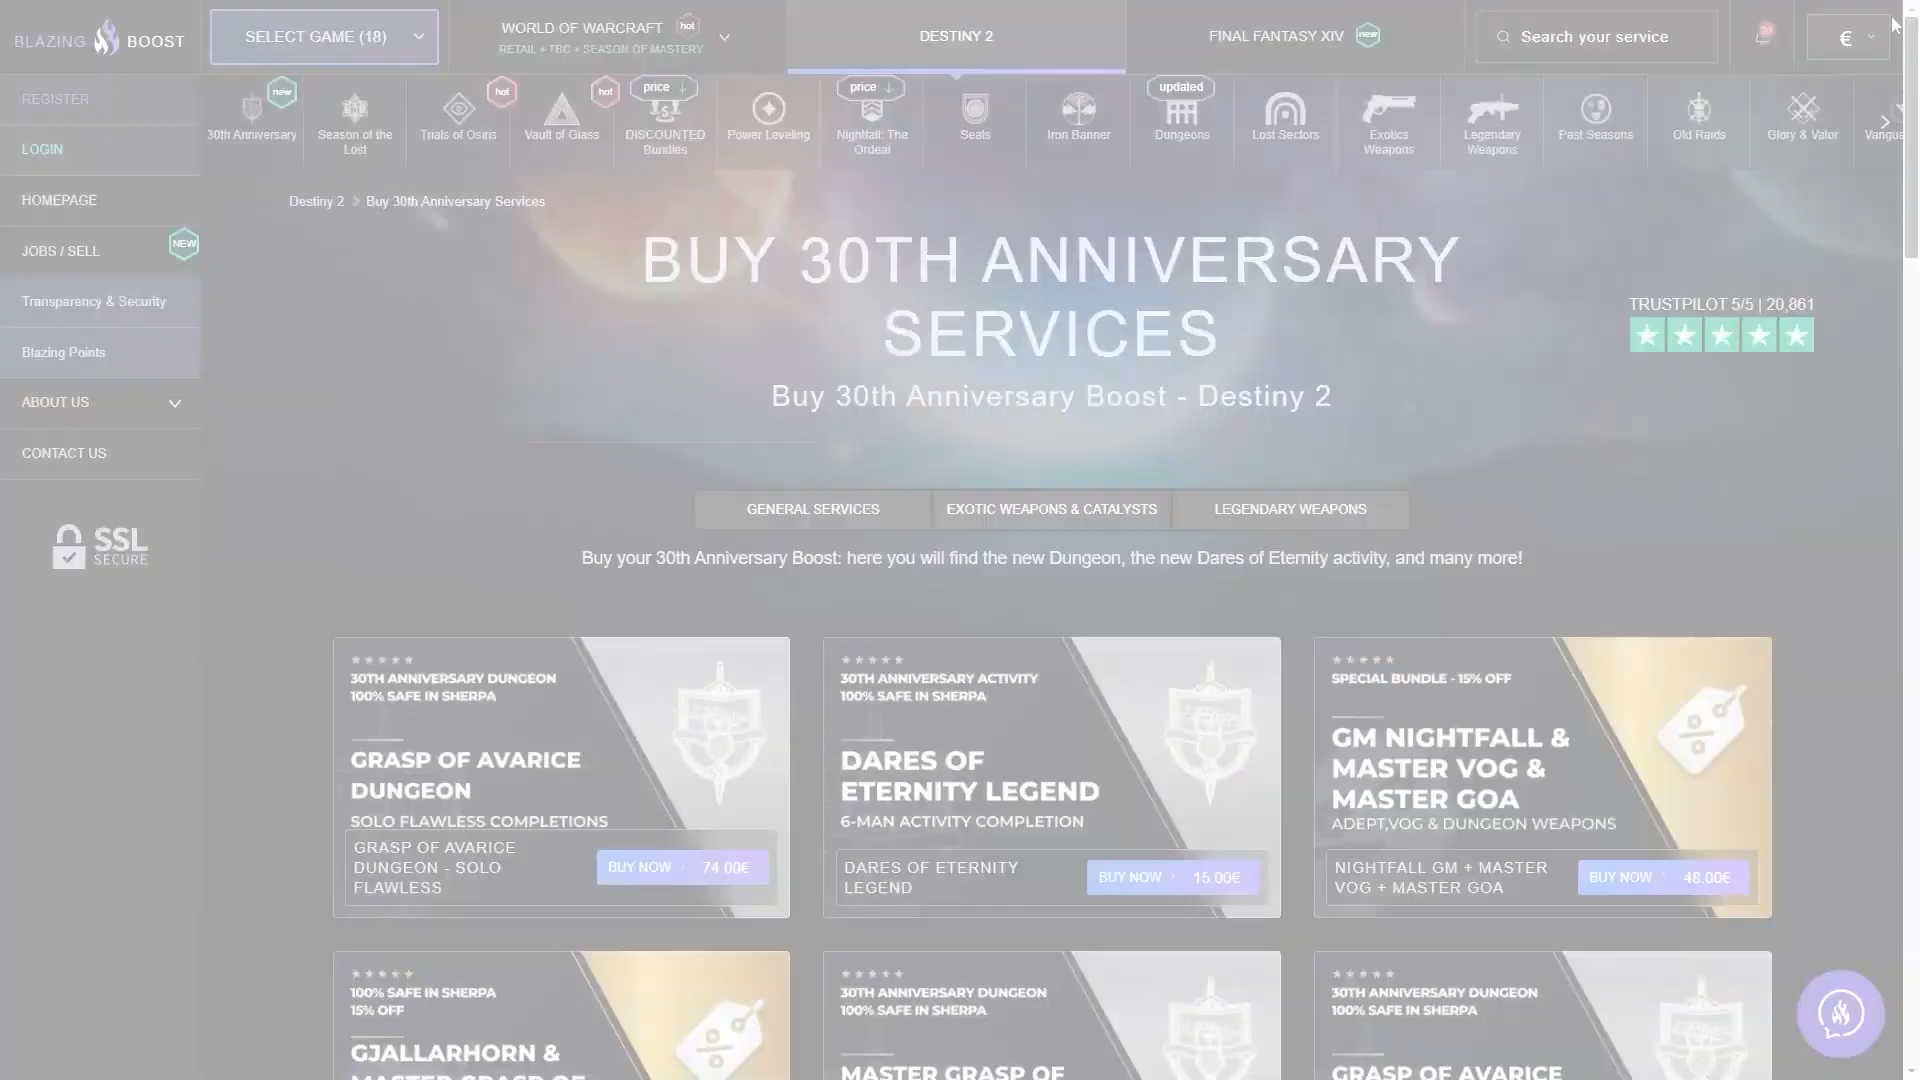 BLAZING BOOST
SELECT GAME (18)
WORLD OF WARCRAFT
hot
RETAIL + TBC + SEASON OF MASTERY
DESTINY 2
FINAL FANTASY XIV
new
Search your service
20
€
REGISTER
LOGIN
HOMEPAGE
JOBS / SELL
NEW
Transparency & Security
Blazing Points
ABOUT US
CONTACT US
SSL
SECURE
new
30th Anniversary
Season of the
Lost
hot
Trials of Osiris
hot
Vault of Glass
price ↓
DISCOUNTED
Bundles
Power Leveling
price ↓
Nightfall: The
Ordeal
Seals
Iron Banner
updated
Dungeons
Lost Sectors
Exotics
Weapons
Legendary
Weapons
Past Seasons
Old Raids
Glory & Valor
Destiny 2 > Buy 30th Anniversary Services
BUY 30TH ANNIVERSARY
SERVICES
Buy 30th Anniversary Boost - Destiny 2
TRUSTPILOT 5/5 | 20,861
GENERAL SERVICES
EXOTIC WEAPONS & CATALYSTS
LEGENDARY WEAPONS
Buy your 30th Anniversary Boost: here you will find the new Dungeon, the new Dares of Eternity activity, and many more!
30TH ANNIVERSARY DUNGEON
100% SAFE IN SHERPA
GRASP OF AVARICE
DUNGEON
SOLO FLAWLESS COMPLETIONS
GRASP OF AVARICE
DUNGEON - SOLO
FLAWLESS
BUY NOW 74.00€
30TH ANNIVERSARY ACTIVITY
100% SAFE IN SHERPA
DARES OF
ETERNITY LEGEND
6-MAN ACTIVITY COMPLETION
DARES OF ETERNITY
LEGEND
BUY NOW 15.00€
SPECIAL BUNDLE - 15% OFF
GM NIGHTFALL &
MASTER VOG &
MASTER GOA
ADEPT,VOG & DUNGEON WEAPONS
NIGHTFALL GM + MASTER
VOG + MASTER GOA
BUY NOW 48.00€
100% SAFE IN SHERPA
15% OFF
GJALLARHORN &
MASTER GRASP OF
30TH ANNIVERSARY DUNGEON
100% SAFE IN SHERPA
MASTER GRASP OF
30TH ANNIVERSARY DUNGEON
100% SAFE IN SHERPA
GRASP OF AVARICE